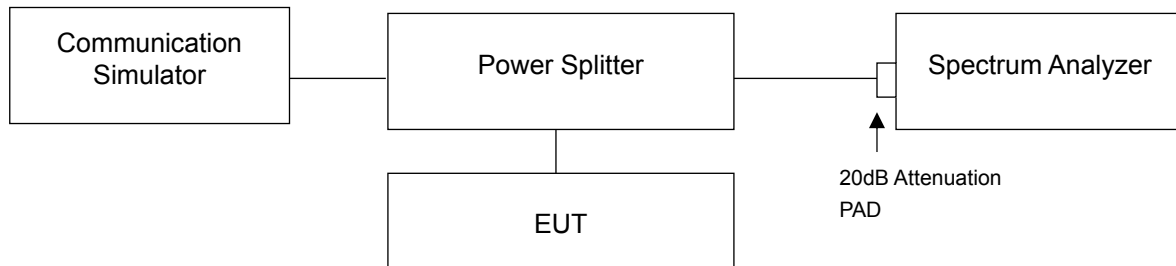 Communication
Simulator
Power Splitter
Spectrum Analyzer
20dB Attenuation
PAD
EUT